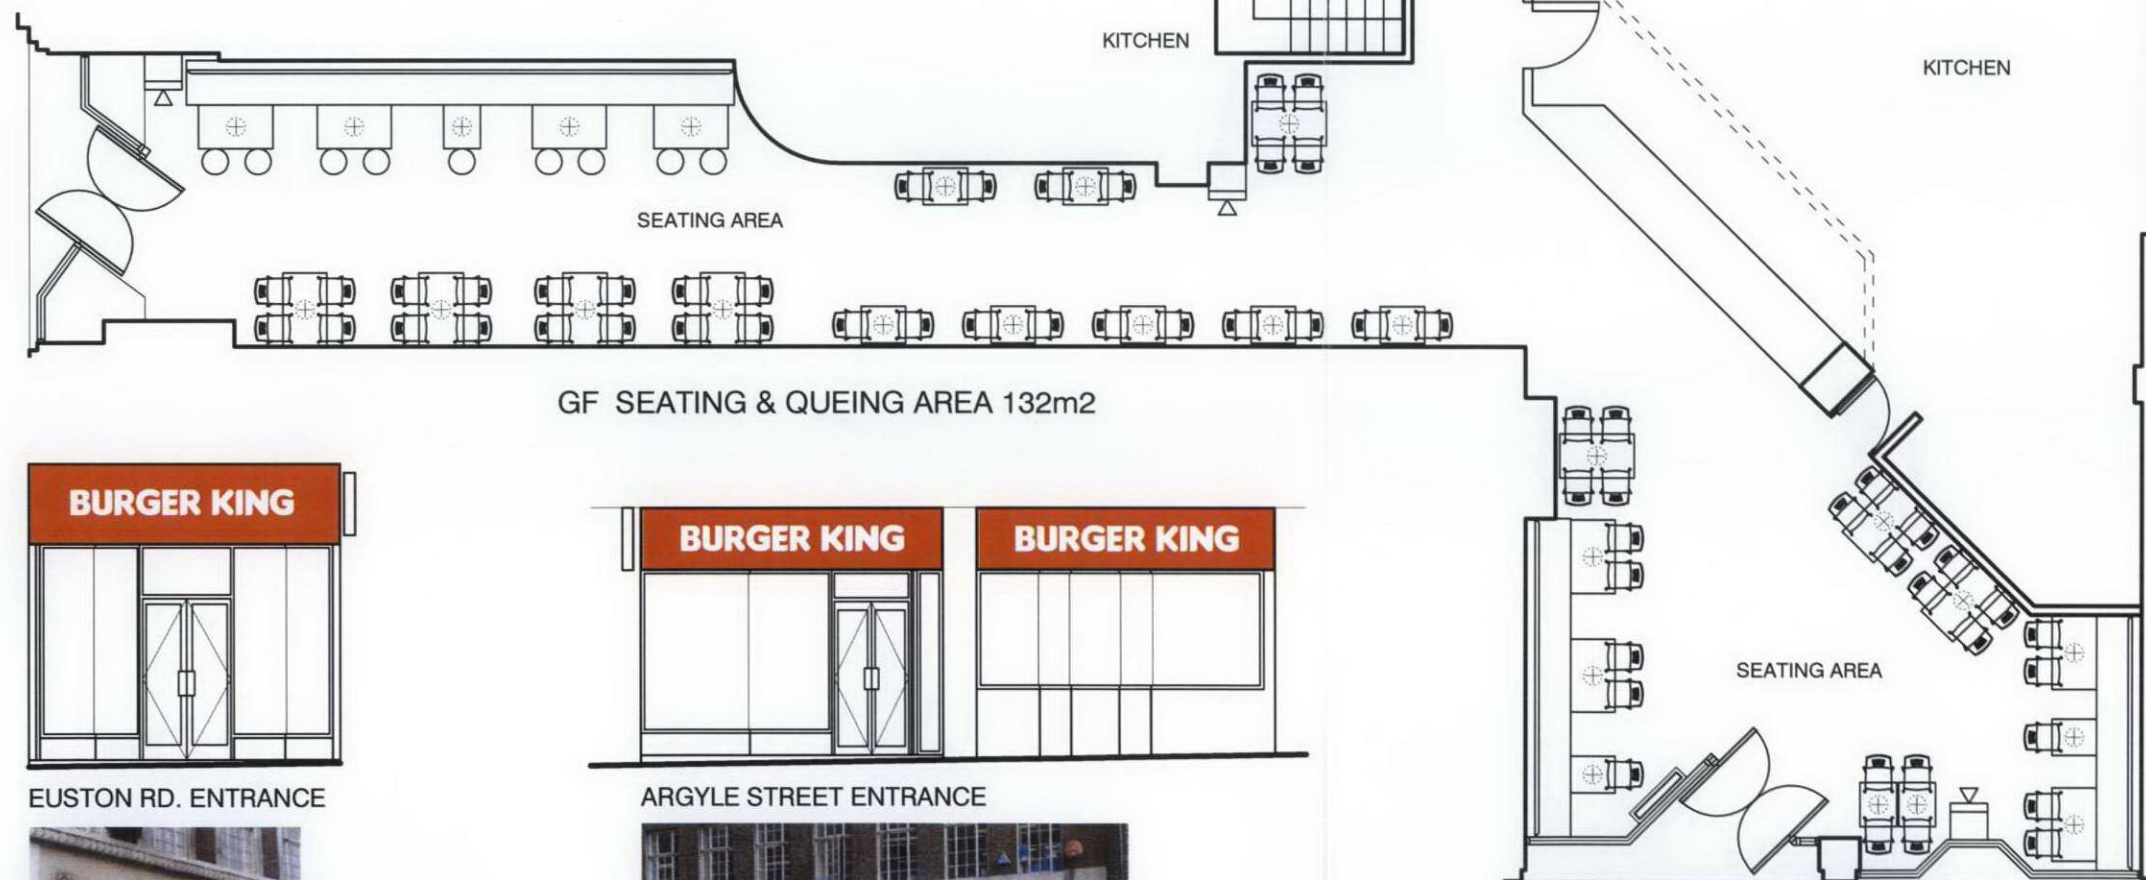 KITCHEN
KITCHEN
SEATING AREA
GF SEATING & QUEING AREA 132m2
BURGER KING
BURGER KING
BURGER KING
SEATING AREA
EUSTON RD. ENTRANCE
ARGYLE STREET ENTRANCE